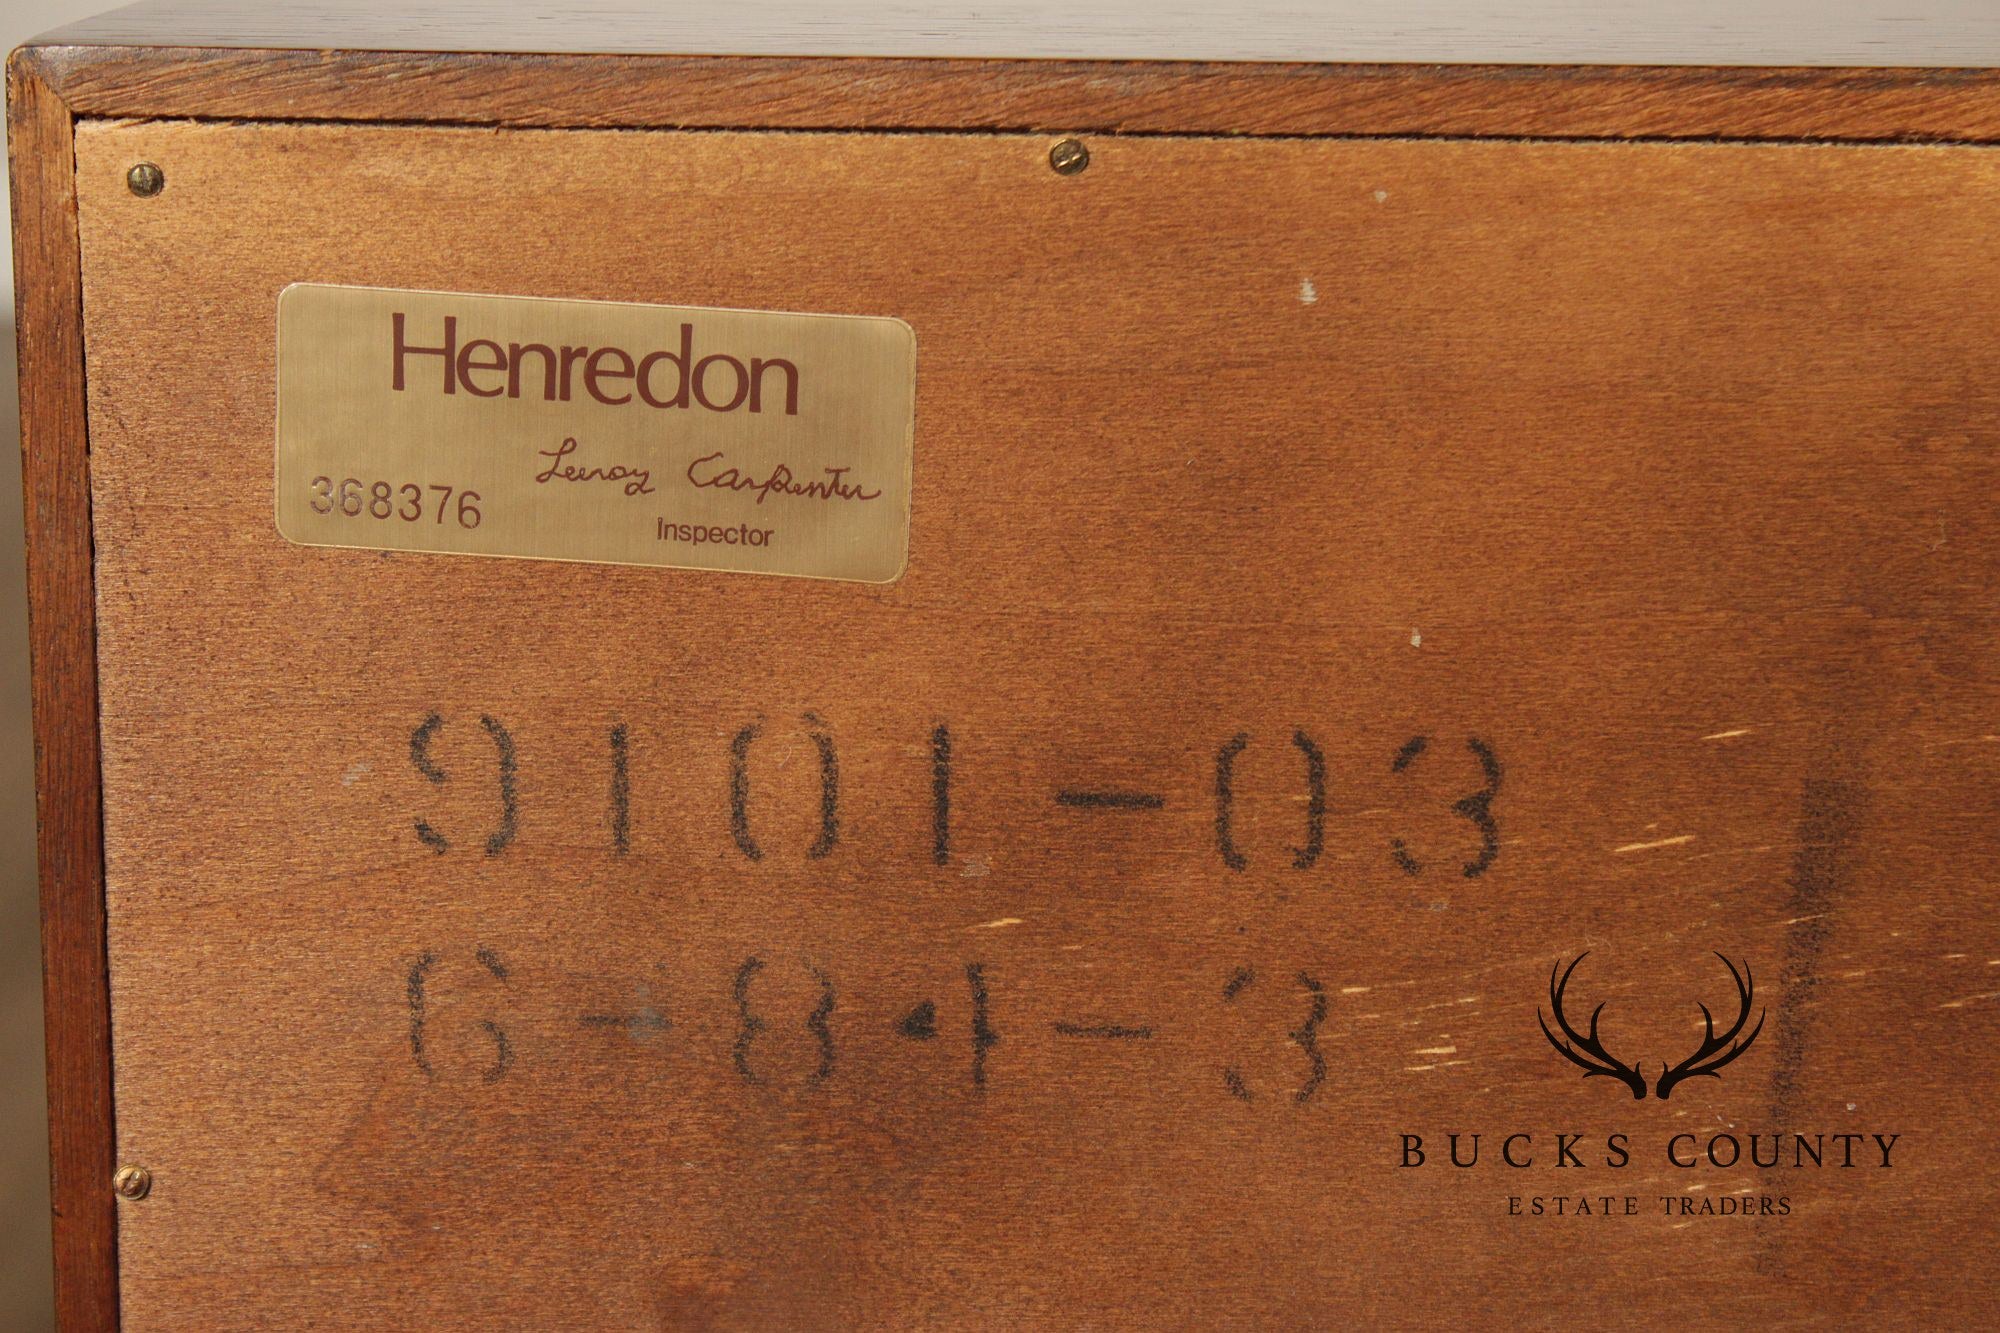 Henredon
Leeroy Carpenter
368376
Inspector
9101-03
6-84-3
BUCKS COUNTY
ESTATE TRADERS